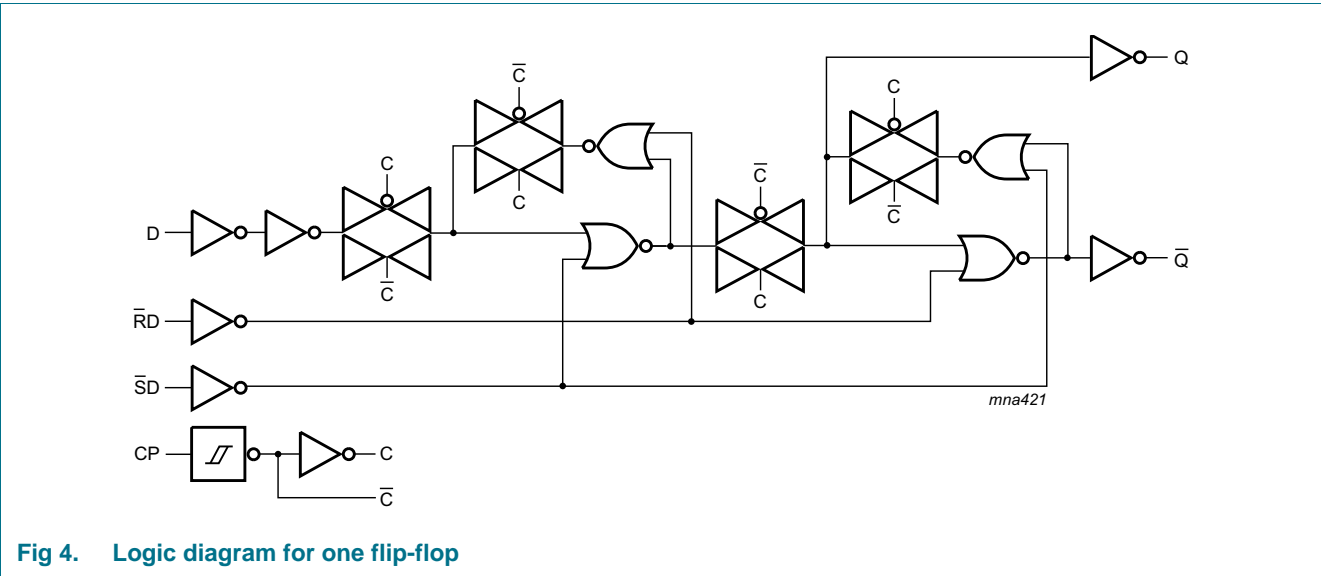 Q
C̅
C
C
C
C̅
C̅
D
Q̅
C̅
C
R̅D
S̅D
mna421
CP
C
C̅
Fig 4. Logic diagram for one flip-flop